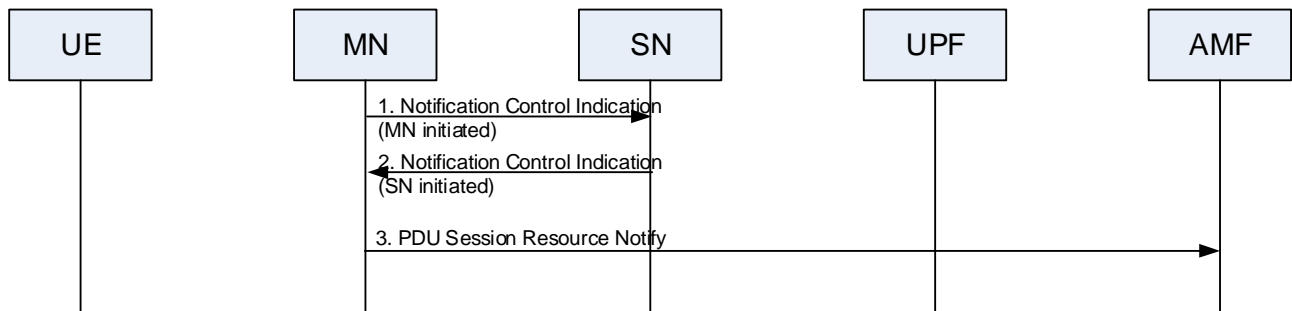 UE
MN
SN
UPF
AMF
1. Notification Control Indication
(MN initiated)
2. Notification Control Indication
(SN initiated)
3. PDU Session Resource Notify